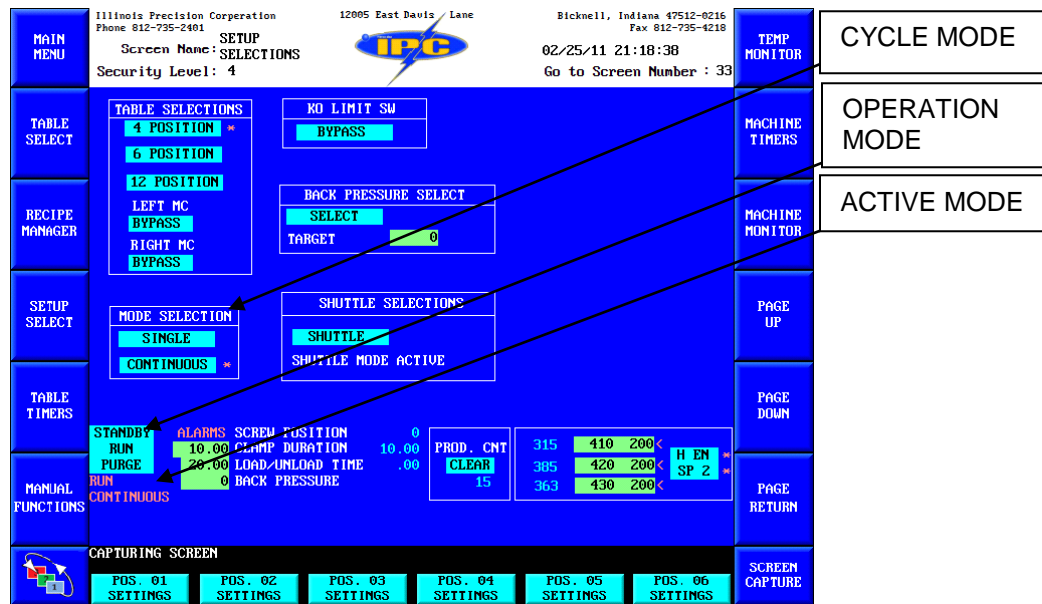 Illinois Precision Corporation 12005 East Davis Lane Bicknell, Indiana 47512-0216
Phone 812-735-2401 Fax 812-735-4218
Screen Name: SETUP SELECTIONS
IPC
02/25/11 21:18:38
Security Level: 4
Go to Screen Number : 33
MAIN MENU
TABLE SELECT
RECIPE MANAGER
SETUP SELECT
TABLE TIMERS
MANUAL FUNCTIONS
1
TABLE SELECTIONS
4 POSITION *
6 POSITION
12 POSITION
LEFT MC
BYPASS
RIGHT MC
BYPASS
KO LIMIT SW
BYPASS
BACK PRESSURE SELECT
SELECT
TARGET 0
MODE SELECTION
SINGLE
CONTINUOUS *
SHUTTLE SELECTIONS
SHUTTLE
SHUTTLE MODE ACTIVE
STANDBY
RUN
PURGE
RUN
CONTINUOUS
ALARMS SCREW POSITION 0
10.00 CLAMP DURATION 10.00
20.00 LOAD/UNLOAD TIME .00
0 BACK PRESSURE
PROD. CNT
CLEAR
15
315 410 200<
385 420 200<
363 430 200<
H EN *
SP 2 *
CAPTURING SCREEN
POS. 01 SETTINGS
POS. 02 SETTINGS
POS. 03 SETTINGS
POS. 04 SETTINGS
POS. 05 SETTINGS
POS. 06 SETTINGS
TEMP MONITOR
MACHINE TIMERS
MACHINE MONITOR
PAGE UP
PAGE DOWN
PAGE RETURN
SCREEN CAPTURE
CYCLE MODE
OPERATION
MODE
ACTIVE MODE